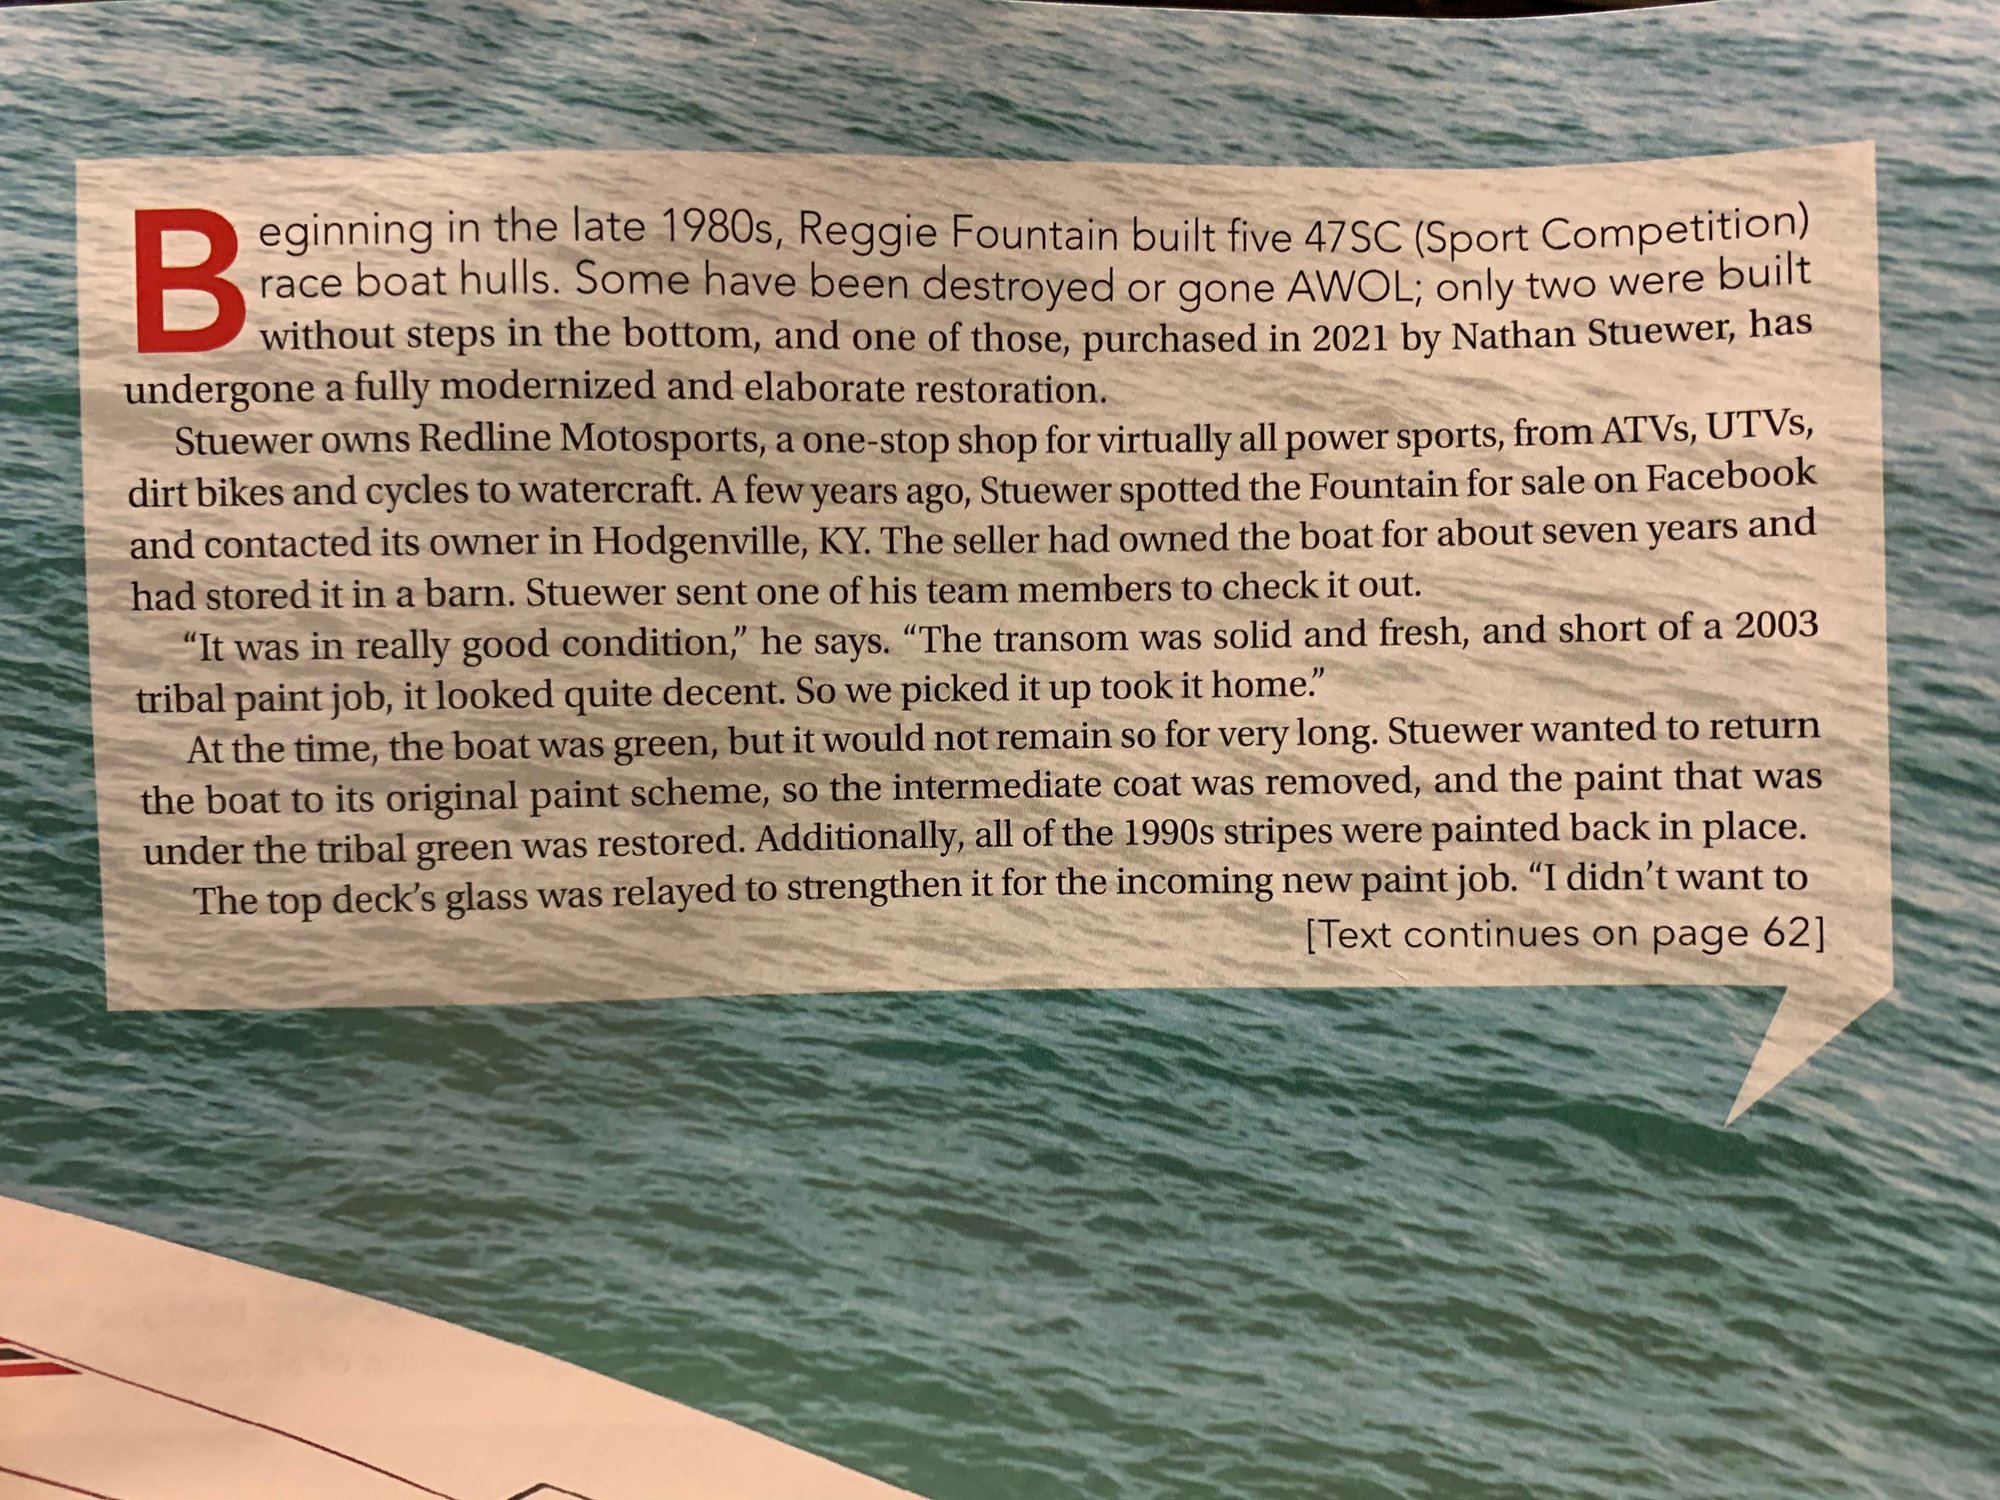 Beginning in the late 1980s, Reggie Fountain built five 47SC (Sport Competition)
race boat hulls. Some have been destroyed or gone AWOL; only two were built
without steps in the bottom, and one of those, purchased in 2021 by Nathan Stuewer, has
undergone a fully modernized and elaborate restoration.
Stuewer owns Redline Motosports, a one-stop shop for virtually all power sports, from ATVs, UTVs,
dirt bikes and cycles to watercraft. A few years ago, Stuewer spotted the Fountain for sale on Facebook
and contacted its owner in Hodgenville, KY. The seller had owned the boat for about seven years and
had stored it in a barn. Stuewer sent one of his team members to check it out.
“It was in really good condition,” he says. “The transom was solid and fresh, and short of a 2003
tribal paint job, it looked quite decent. So we picked it up took it home.”
At the time, the boat was green, but it would not remain so for very long. Stuewer wanted to return
the boat to its original paint scheme, so the intermediate coat was removed, and the paint that was
under the tribal green was restored. Additionally, all of the 1990s stripes were painted back in place.
The top deck’s glass was relayed to strengthen it for the incoming new paint job. “I didn’t want to
[Text continues on page 62]